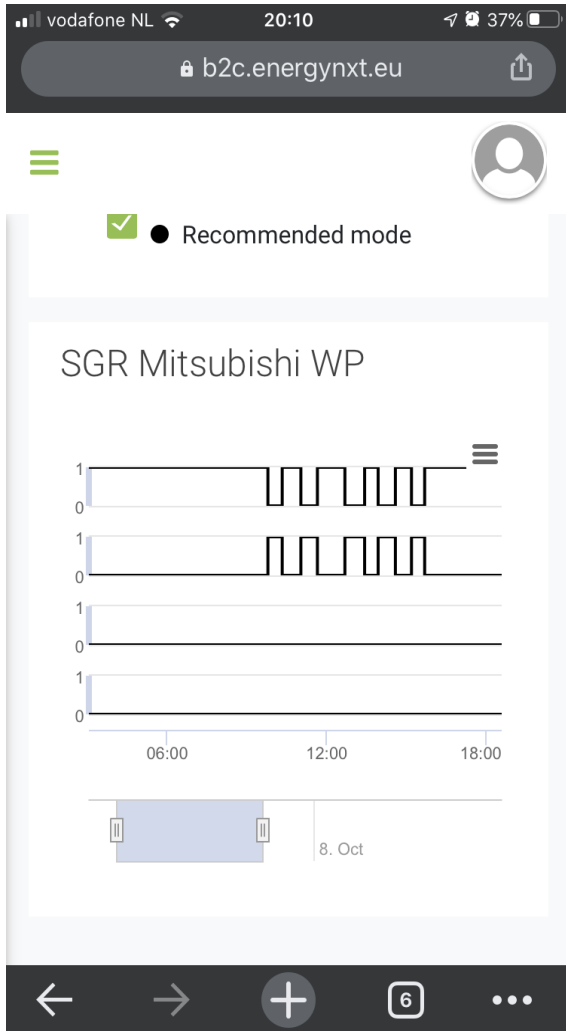 vodafone NL 20:10 37%
b2c.energynxt.eu
Recommended mode
SGR Mitsubishi WP
1
0
1
0
1
0
1
0
06:00 12:00 18:00
8. Oct
6